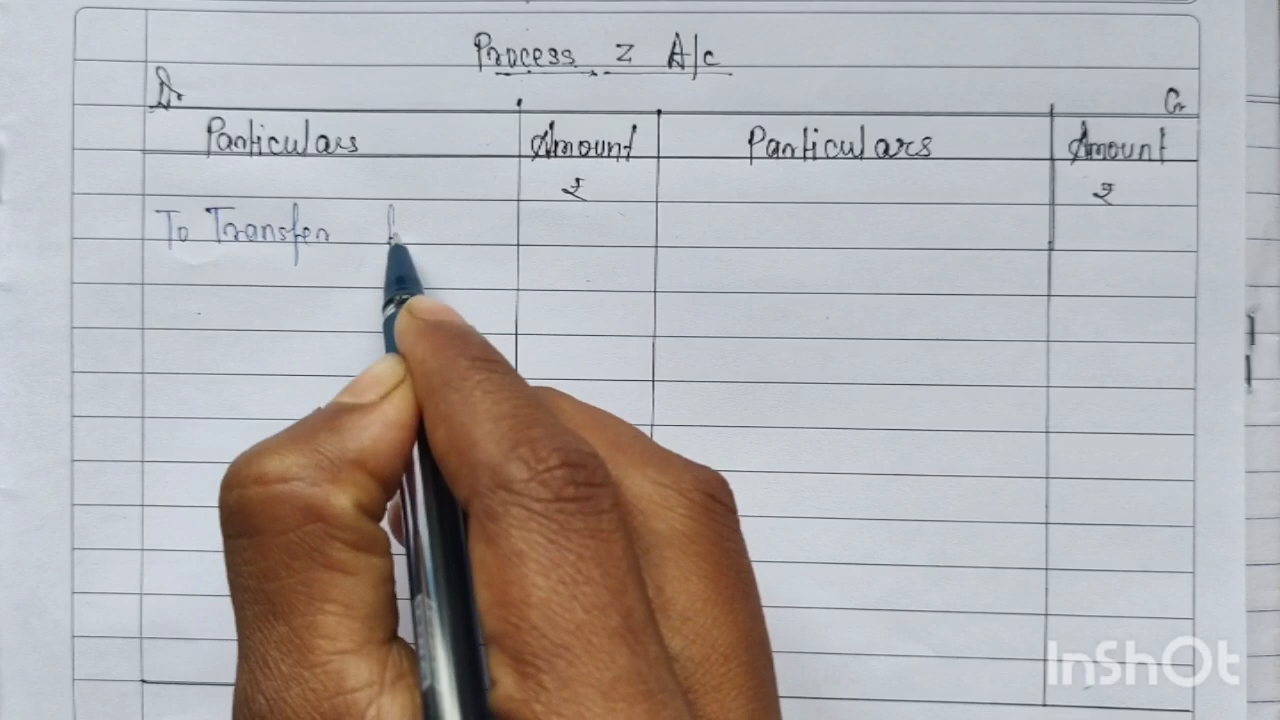 Process Z A/c
Dr Cr
Particulars Amount Particulars Amount
₹ ₹
To Transfer
InShOt